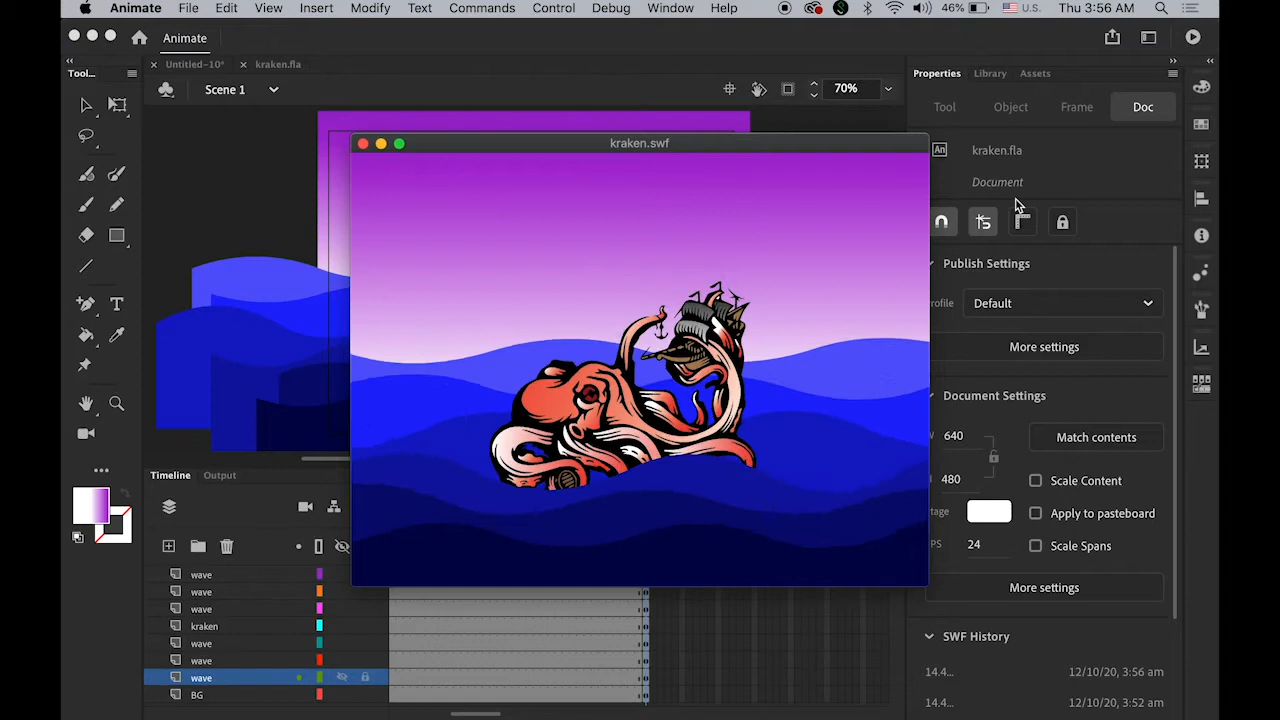 Animate File Edit View Insert Modify Text Commands Control Debug Window Help 46% U.S. Thu 3:56 AM
Animate
Tool...
Untitled-10* kraken.fla
Properties Library Assets
Scene 1 70%
Tool Object Frame Doc
kraken.swf
An kraken.fla
Document
Publish Settings
rofile Default
More settings
Document Settings
W 640 Match contents
H 480 Scale Content
tage Apply to pasteboard
PS 24 Scale Spans
More settings
Timeline Output
wave
wave
wave
kraken
wave
wave
wave
BG
SWF History
14.4... 12/10/20, 3:56 am
14.4... 12/10/20, 3:52 am